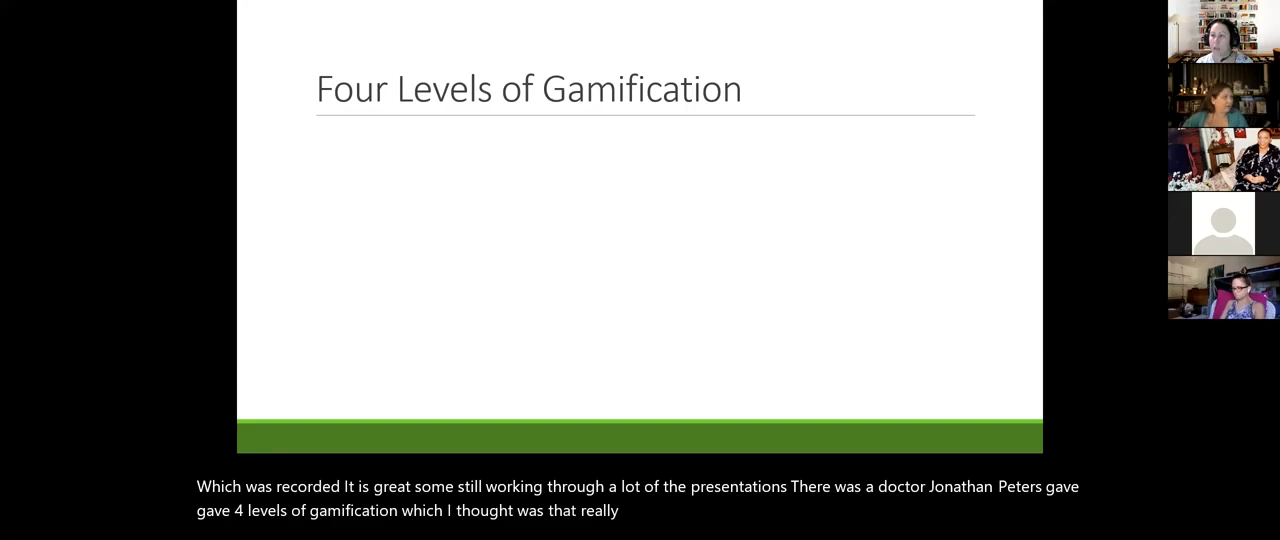 Four Levels of Gamification
Which was recorded It is great some still working through a lot of the presentations There was a doctor Jonathan Peters gave
gave 4 levels of gamification which I thought was that really